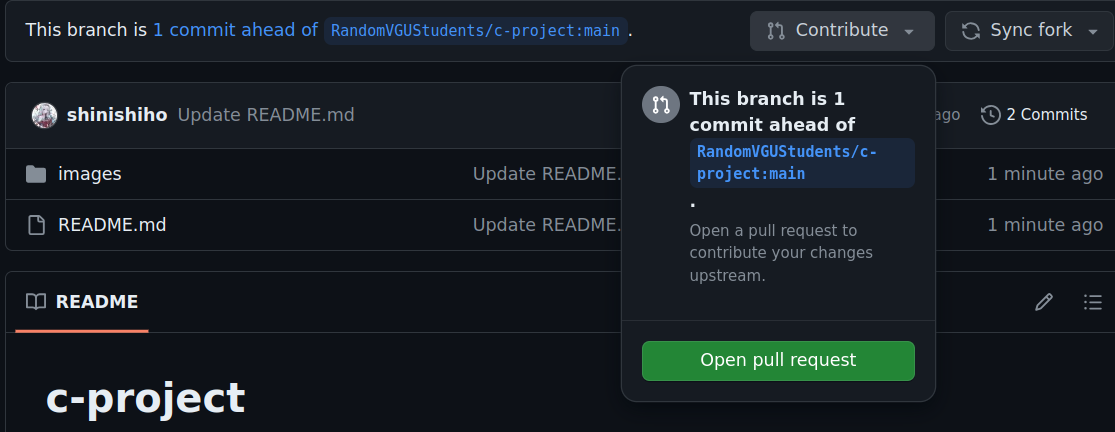 This branch is 1 commit ahead of RandomVGUStudents/c-project:main .
Contribute
Sync fork
shinishiho Update README.md
ago
2 Commits
images
Update README.
1 minute ago
README.md
Update README.
1 minute ago
This branch is 1
commit ahead of
RandomVGUStudents/c-
project:main
.
Open a pull request to
contribute your changes
upstream.
Open pull request
README
c-project